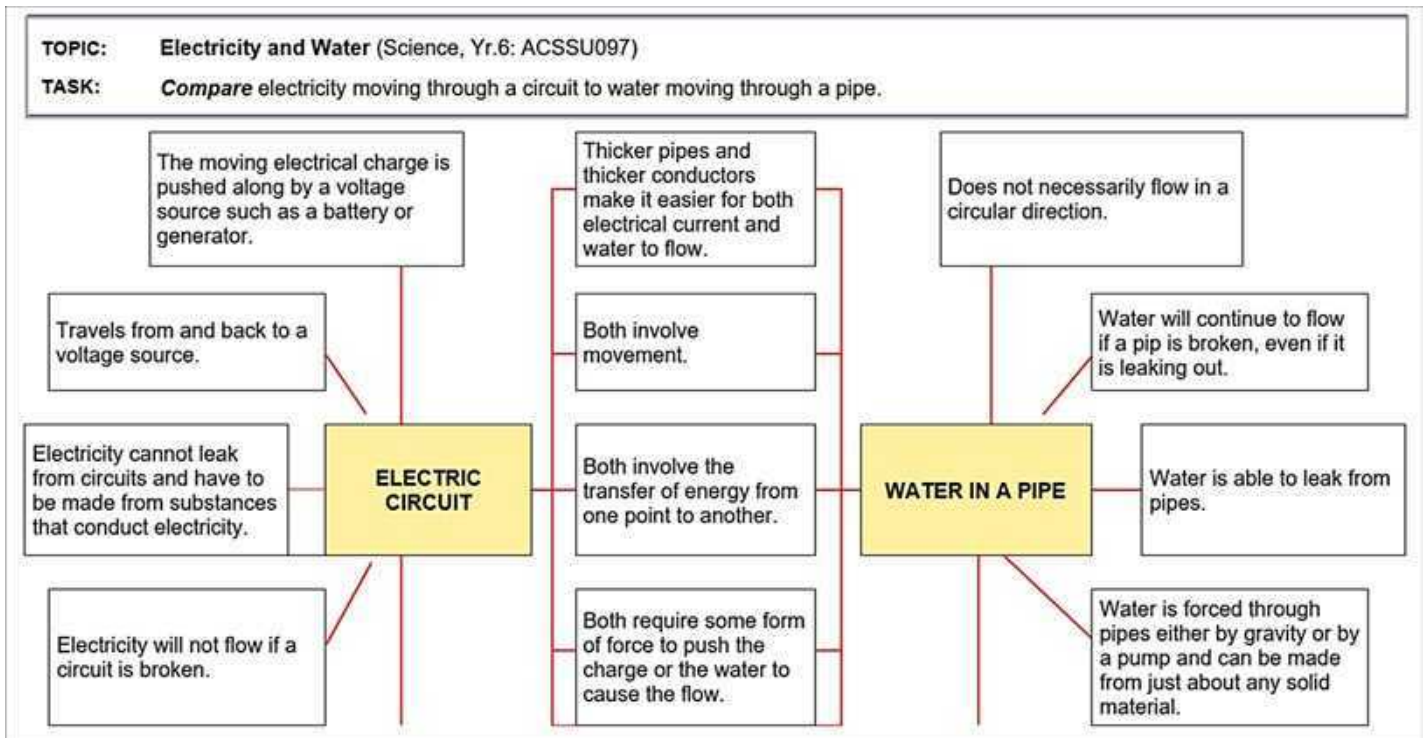 TOPIC: Electricity and Water (Science, Yr.6: ACSSU097)
TASK: Compare electricity moving through a circuit to water moving through a pipe.
The moving electrical charge is
pushed along by a voltage
source such as a battery or
generator.
Travels from and back to a
voltage source.
Electricity cannot leak
from circuits and have to
be made from substances
that conduct electricity.
Electricity will not flow if a
circuit is broken.
ELECTRIC
CIRCUIT
Thicker pipes and
thicker conductors
make it easier for both
electrical current and
water to flow.
Both involve
movement.
Both involve the
transfer of energy from
one point to another.
Both require some form
of force to push the
charge or the water to
cause the flow.
WATER IN A PIPE
Does not necessarily flow in a
circular direction.
Water will continue to flow
if a pip is broken, even if it
is leaking out.
Water is able to leak from
pipes.
Water is forced through
pipes either by gravity or by
a pump and can be made
from just about any solid
material.